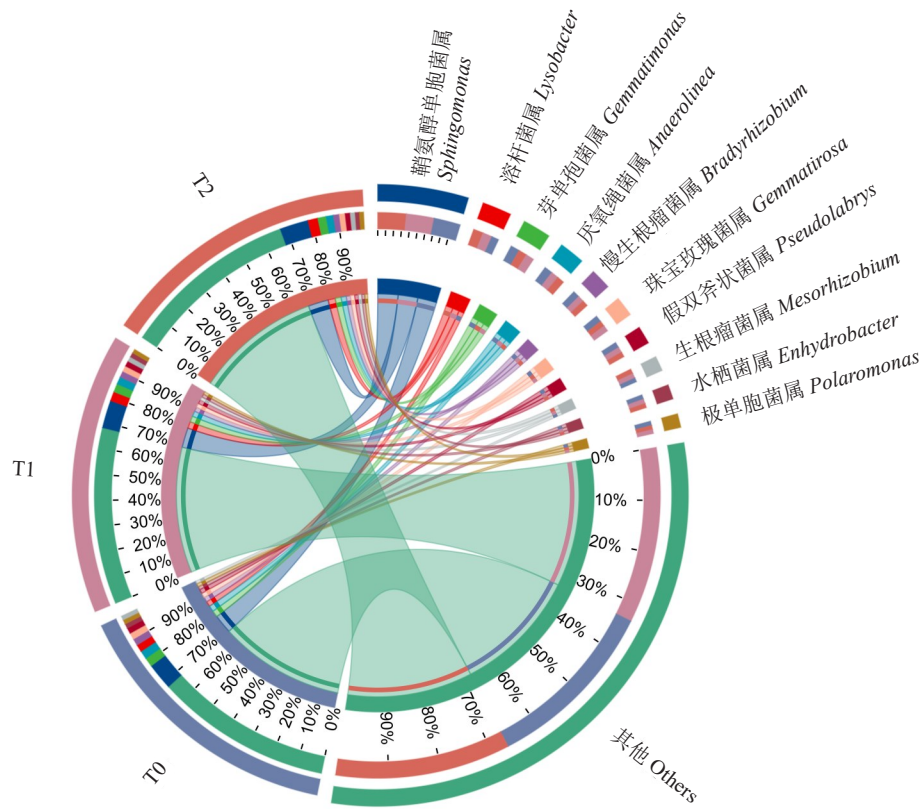 鞘氨醇单胞菌属
Sphingomonas
溶杆菌属 Lysobacter
芽单孢菌属 Gemmatimonas
厌氧绳菌属 Anaerolinea
慢生根瘤菌属 Bradyrhizobium
珠宝玫瑰菌属 Gemmatirosa
假双斧状菌属 Pseudolabrys
生根瘤菌属 Mesorhizobium
水栖菌属 Enhydrobacter
极单胞菌属 Polaromonas
0%
10%
20%
30%
40%
50%
60%
70%
80%
90%
其他 Others
T0
0%
10%
20%
30%
40%
50%
60%
70%
80%
90%
T1
0%
10%
20%
30%
40%
50%
60%
70%
80%
90%
T2
0%
10%
20%
30%
40%
50%
60%
70%
80%
90%